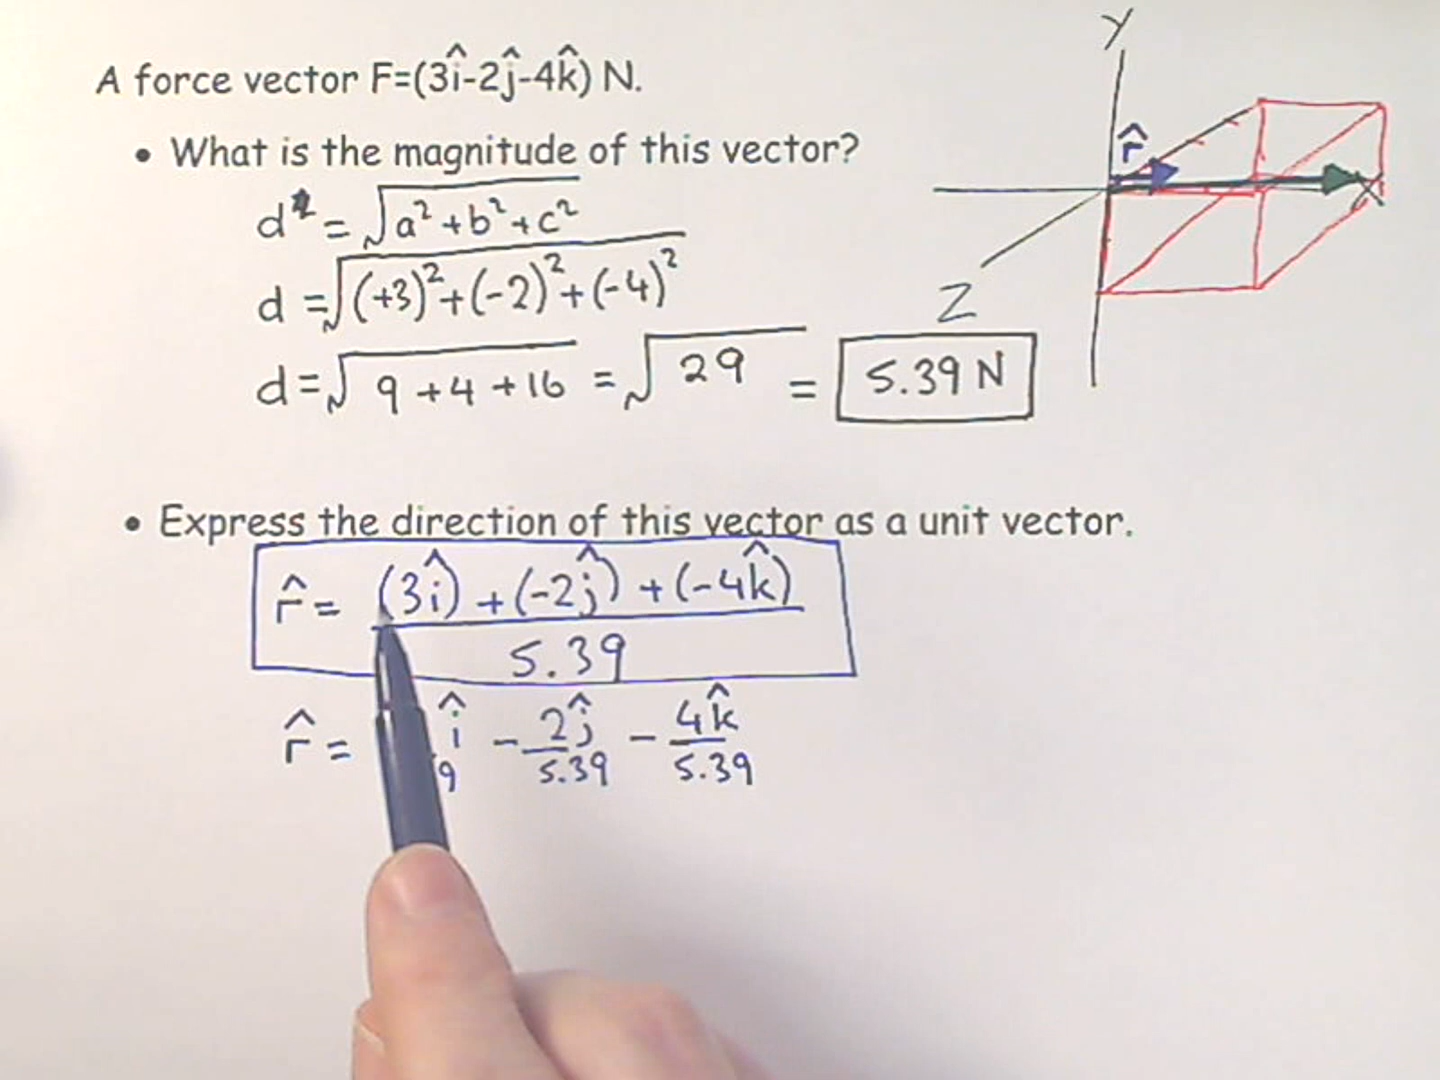 A force vector F=(3î-2ĵ-4k̂) N.
Y
• What is the magnitude of this vector?
r̂
d = √a² + b² + c²
d = √(+3)² + (-2)² + (-4)²
Z
d = √9 + 4 + 16 = √29 = 5.39 N
• Express the direction of this vector as a unit vector.
r̂ = (3î) + (-2ĵ) + (-4k̂)
5.39
r̂ = î - 2ĵ/5.39 - 4k̂/5.39